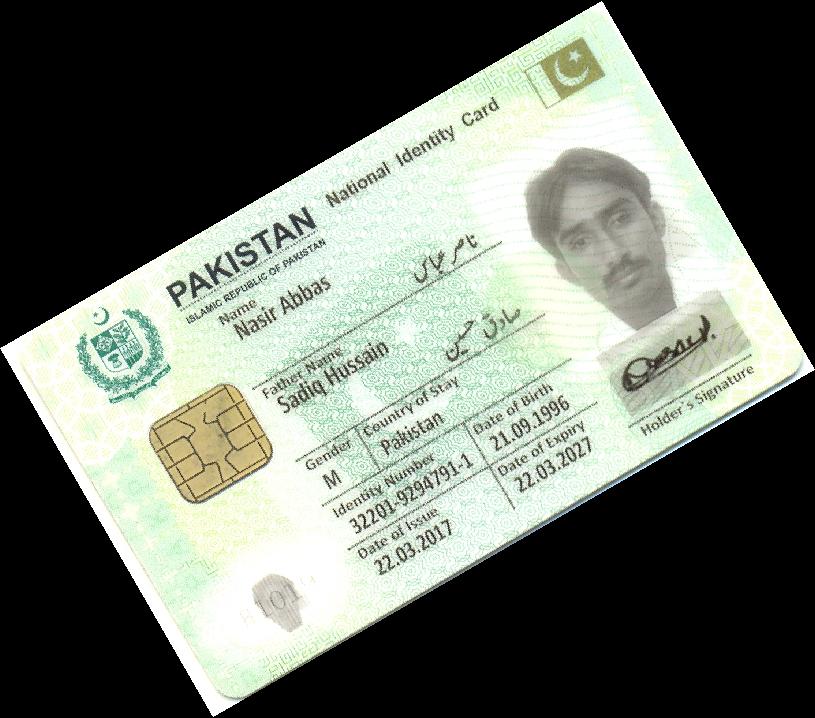 PAKISTAN National Identity Card
ISLAMIC REPUBLIC OF PAKISTAN
Name
Nasir Abbas
ناصر عباس
Father Name
Sadiq Hussain
صادق حسین
Gender
M
Country of Stay
Pakistan
Identity Number
32201-9294791-1
Date of Birth
21.09.1996
Date of Issue
22.03.2017
Date of Expiry
22.03.2027
Holder's Signature